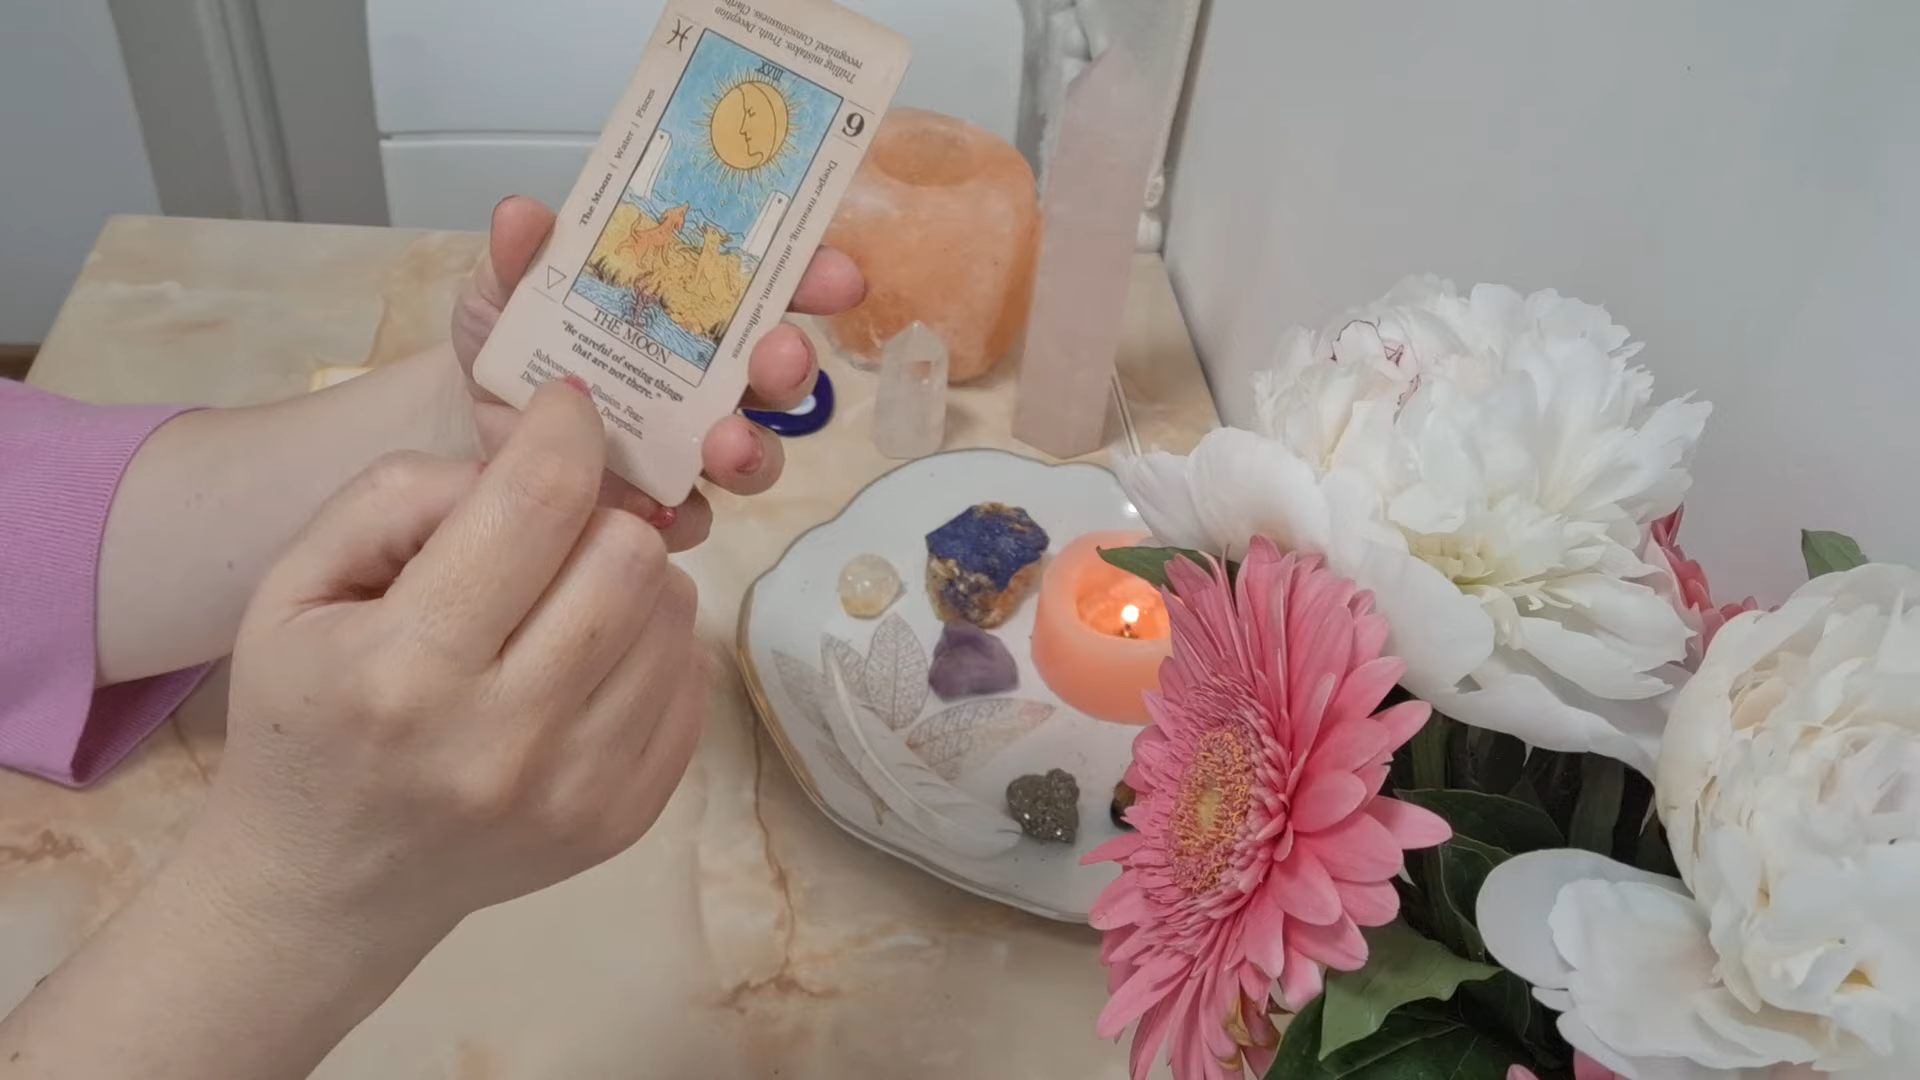 recognized. Consciousness. Clarity
Trifling mistakes. Truth. Deception
XVIII
9
The Moon | Water | Pisces
Deeper meaning, attainment, selflessness
THE MOON
"Be careful of seeing things
that are not there."
Illusion. Fear.
Deception.